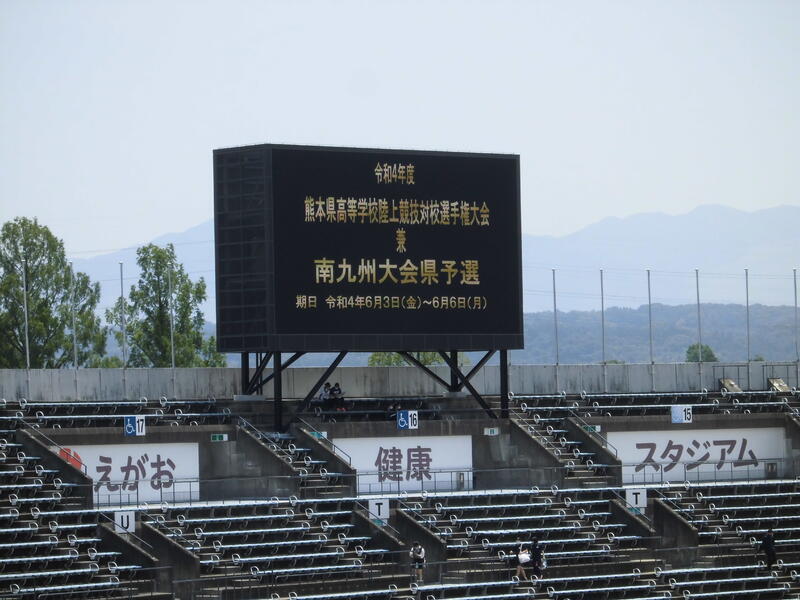 令和4年度
熊本県高等学校陸上競技対校選手権大会
兼
南九州大会県予選
期日 令和4年6月3日(金)～6月6日(月)
17
16
15
えがお
健康
スタジアム
U
T
T